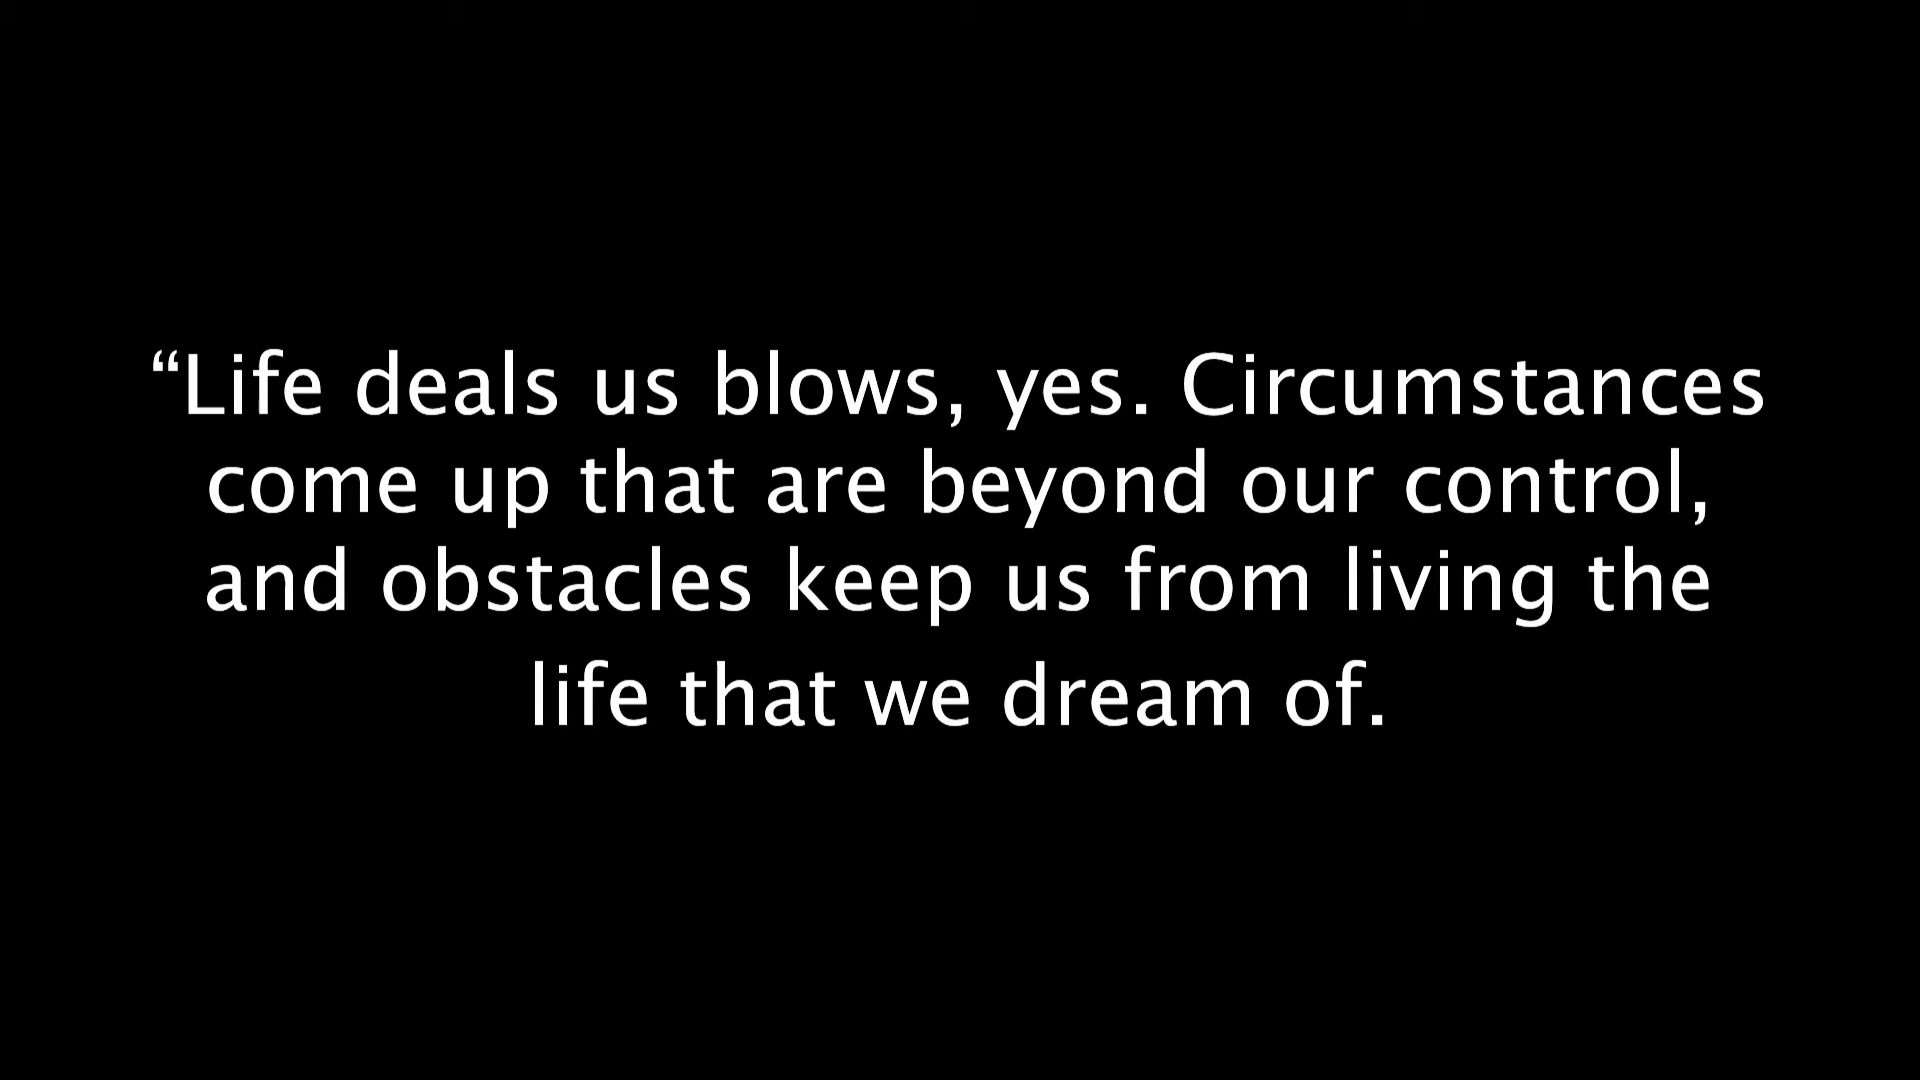 “Life deals us blows, yes. Circumstances
come up that are beyond our control,
and obstacles keep us from living the
life that we dream of.